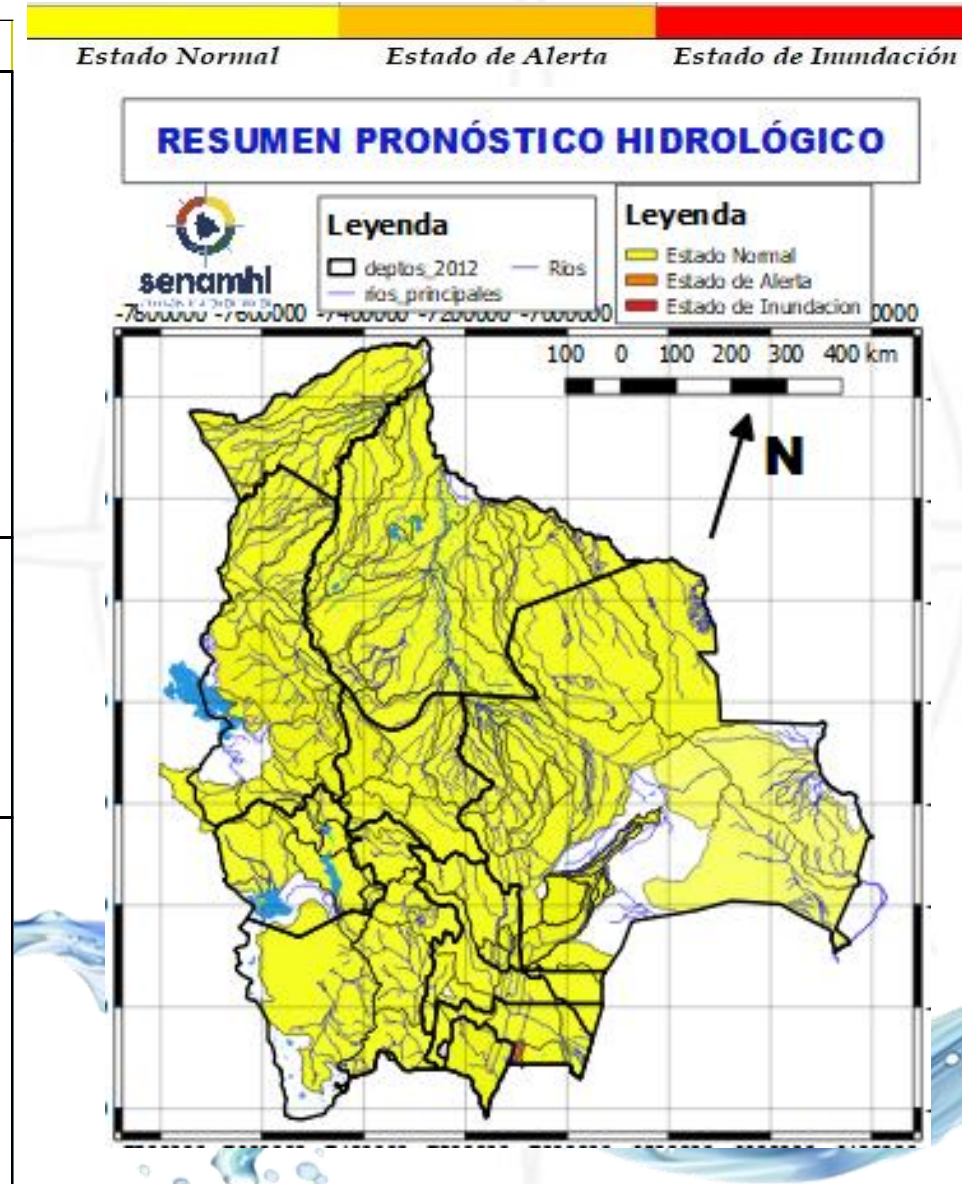 Estado Normal Estado de Alerta Estado de Inundación
RESUMEN PRONÓSTICO HIDROLÓGICO
senamhi
Leyenda
deptos_2012 Rios
rios_principales
Leyenda
Estado Normal
Estado de Alerta
Estado de Inundacion
-7600000 -7400000 -7200000 -7000000
100 0 100 200 300 400 km
N